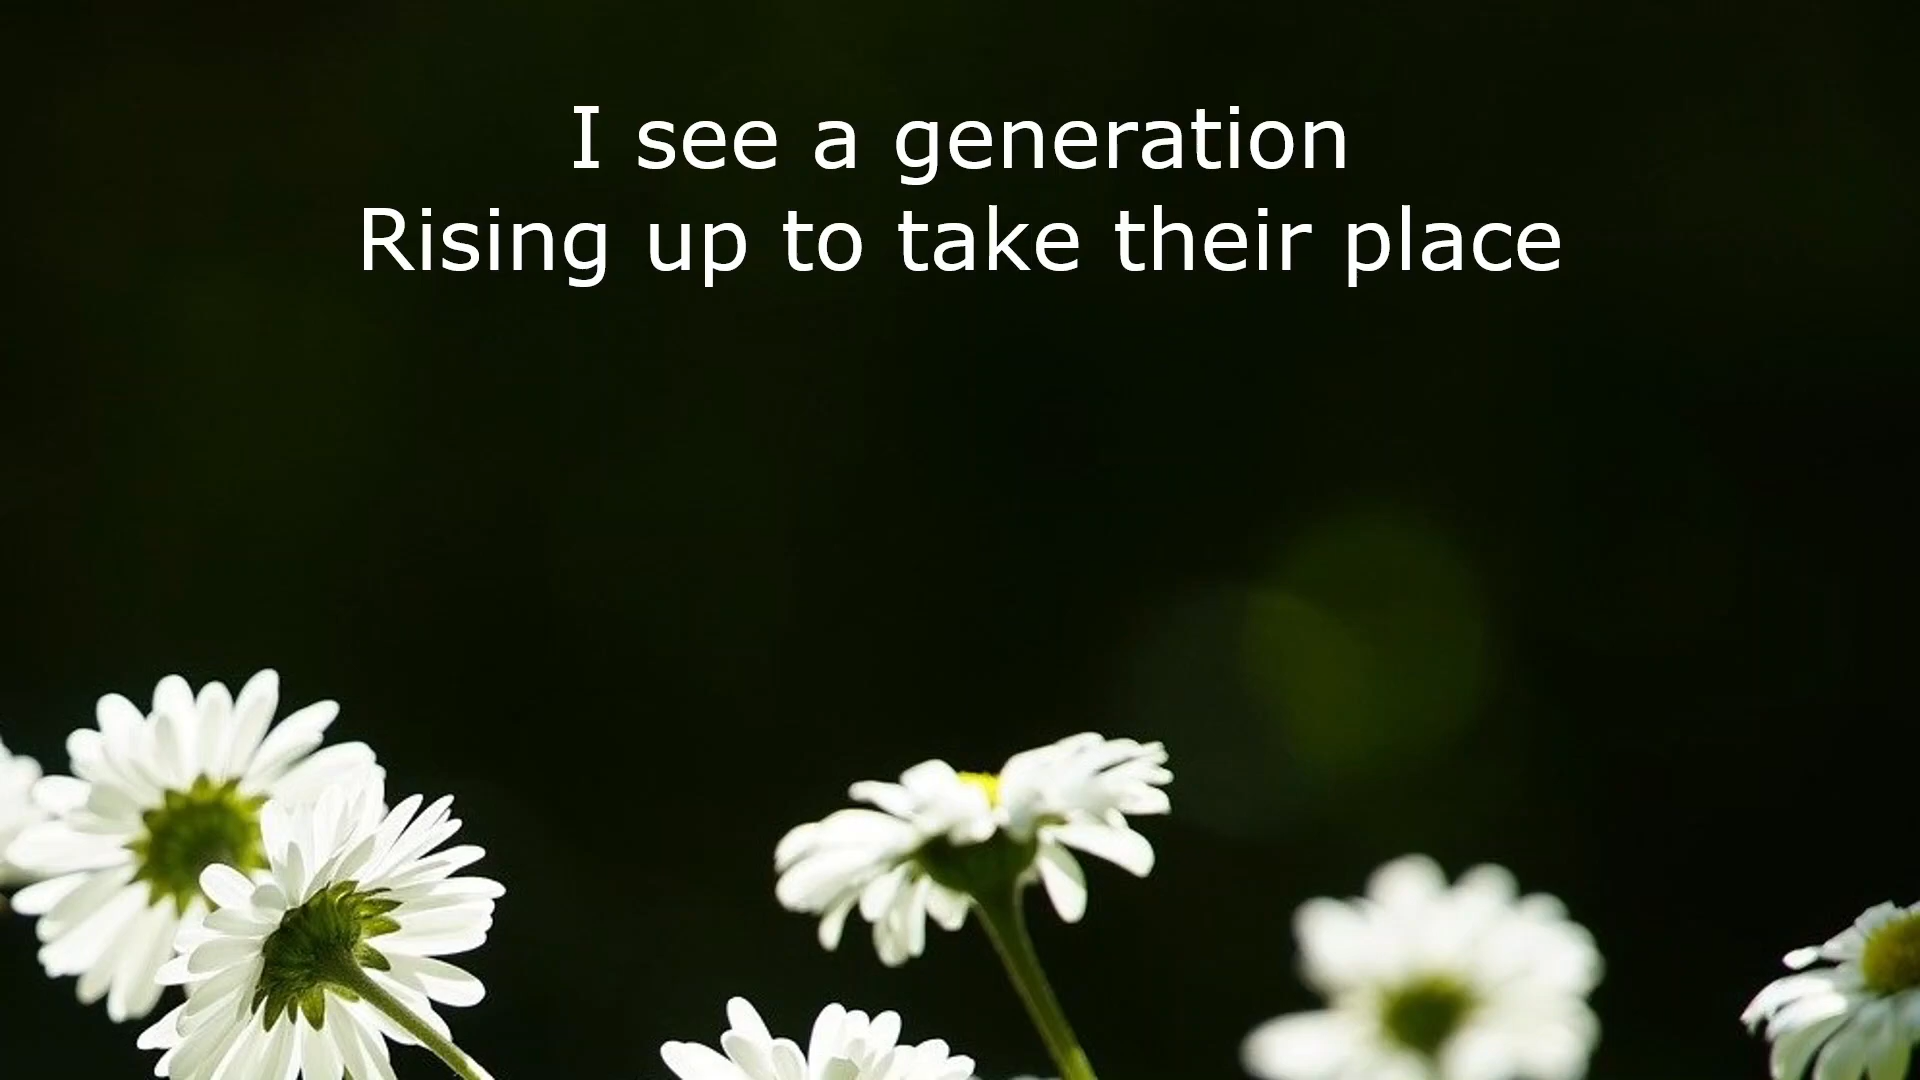 I see a generation
Rising up to take their place